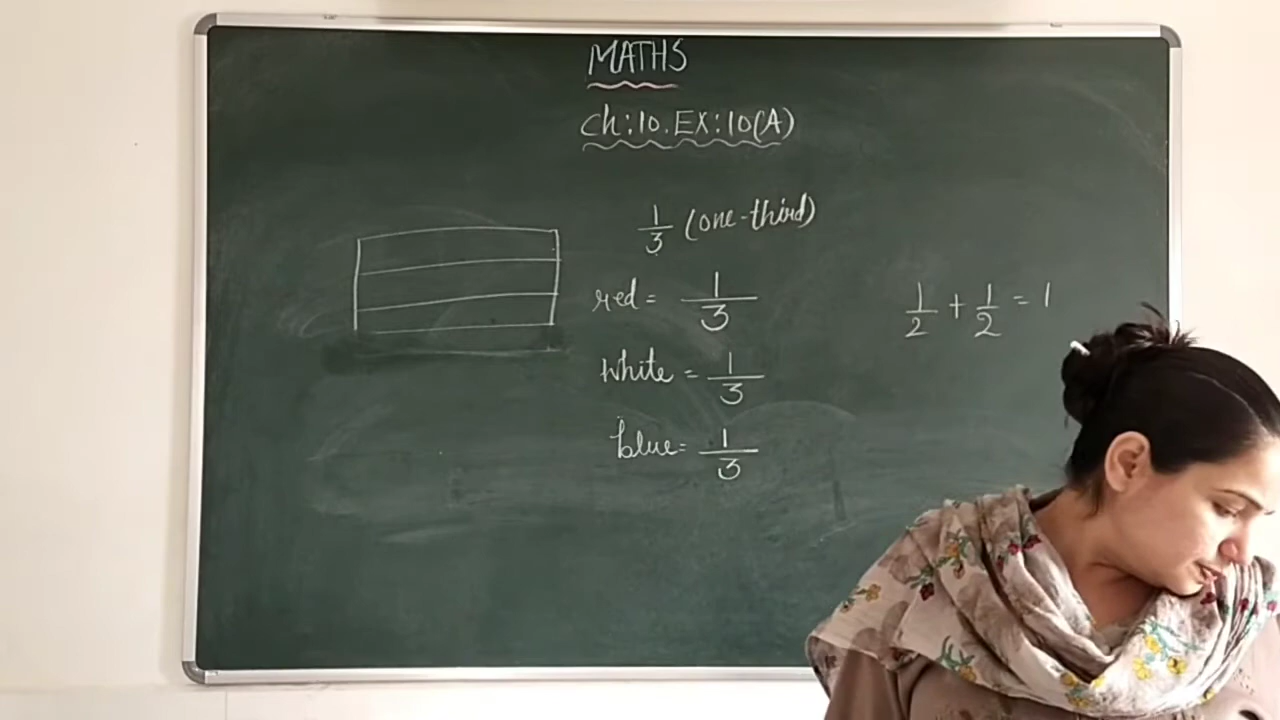 MATHS
Ch:10.EX:10(A)
1/3 (one-third)
red = 1/3
1/2 + 1/2 = 1
white = 1/3
blue= 1/3